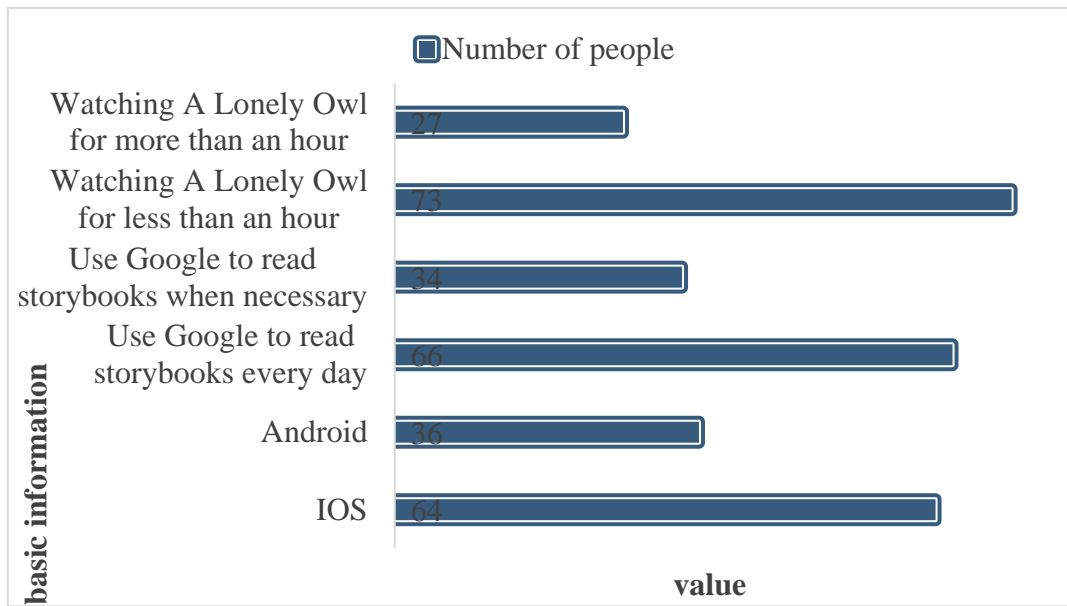 Number of people
Watching A Lonely Owl
for more than an hour
27
Watching A Lonely Owl
for less than an hour
73
Use Google to read
storybooks when necessary
34
Use Google to read
storybooks every day
66
Android
36
IOS
64
basic information
value